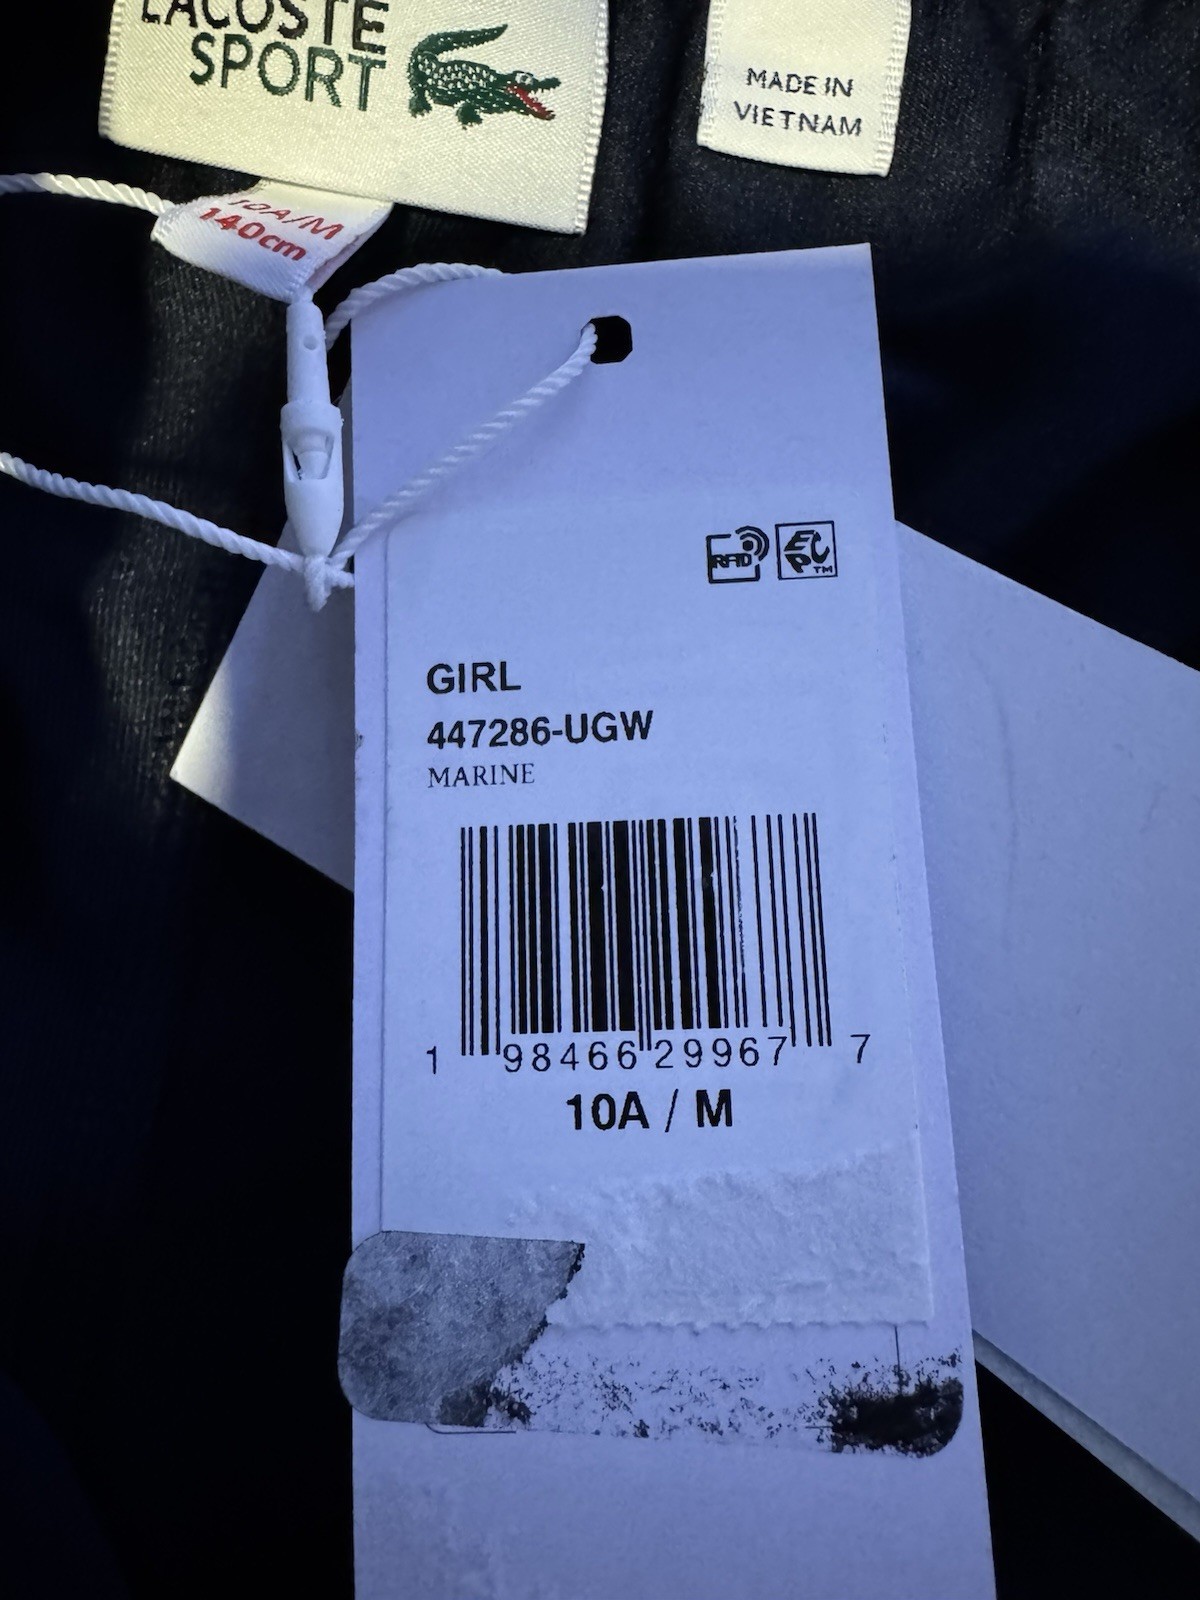 LACOSTE
SPORT
MADE IN
VIETNAM
10A/M
140cm
RFID
EPC
TM
GIRL
447286-UGW
MARINE
1 98466 29967 7
10A / M